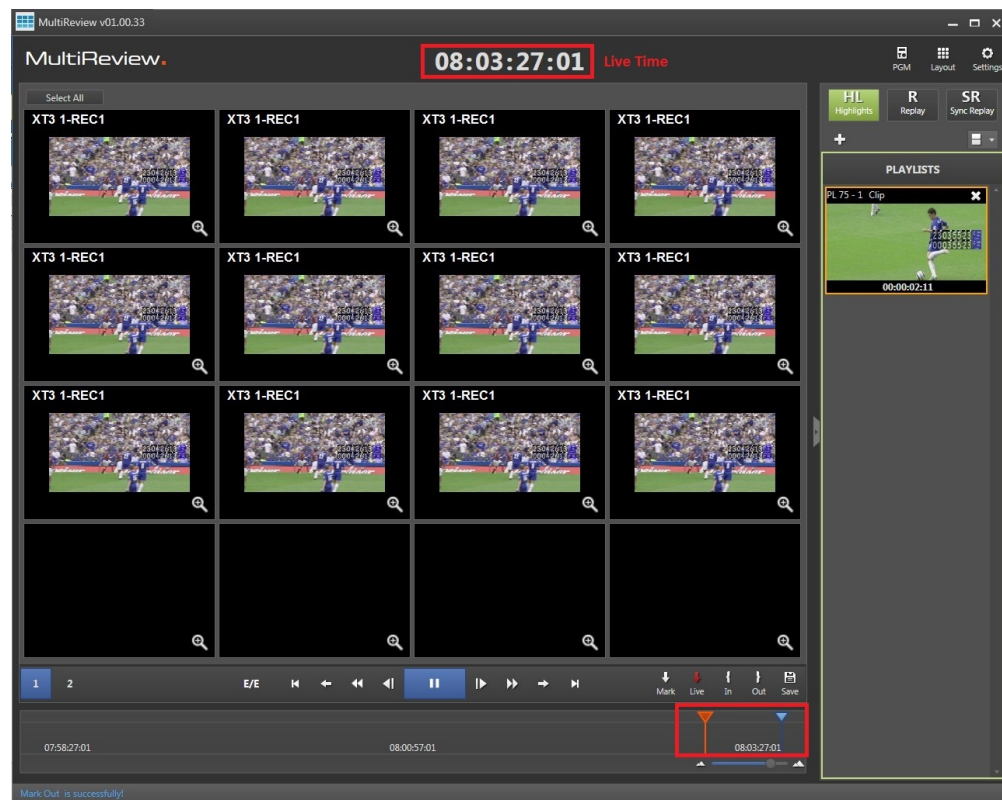 MultiReview v01.00.33
MultiReview.
08:03:27:01 Live Time
PGM Layout Settings
Select All
HL R SR
Highlights Replay Sync Replay
XT3 1-REC1 XT3 1-REC1 XT3 1-REC1 XT3 1-REC1
PLAYLISTS
PL 75 - 1 Clip
00:00:02:11
XT3 1-REC1 XT3 1-REC1 XT3 1-REC1 XT3 1-REC1
XT3 1-REC1 XT3 1-REC1 XT3 1-REC1 XT3 1-REC1
1 2 E/E Mark Live In Out Save
07:58:27:01 08:00:57:01 08:03:27:01
Mark Out is successfully!